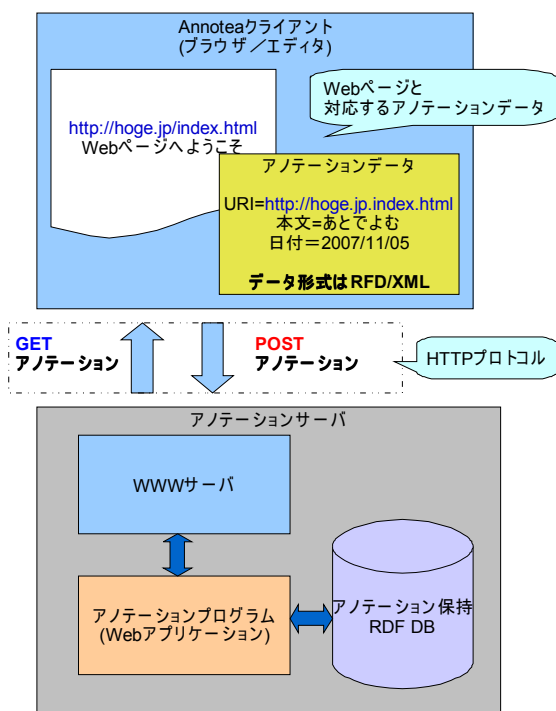 Annoteaクライアント
(ブラウザ／エディタ)
Webページと
対応するアノテーションデータ
http://hoge.jp/index.html
Webページへようこそ
アノテーションデータ
URI=http://hoge.jp.index.html
本文=あとでよむ
日付＝2007/11/05
データ形式はRFD/XML
GET
アノテーション
POST
アノテーション
HTTPプロトコル
アノテーションサーバ
WWWサーバ
アノテーションプログラム
(Webアプリケーション)
アノテーション保持
RDF DB